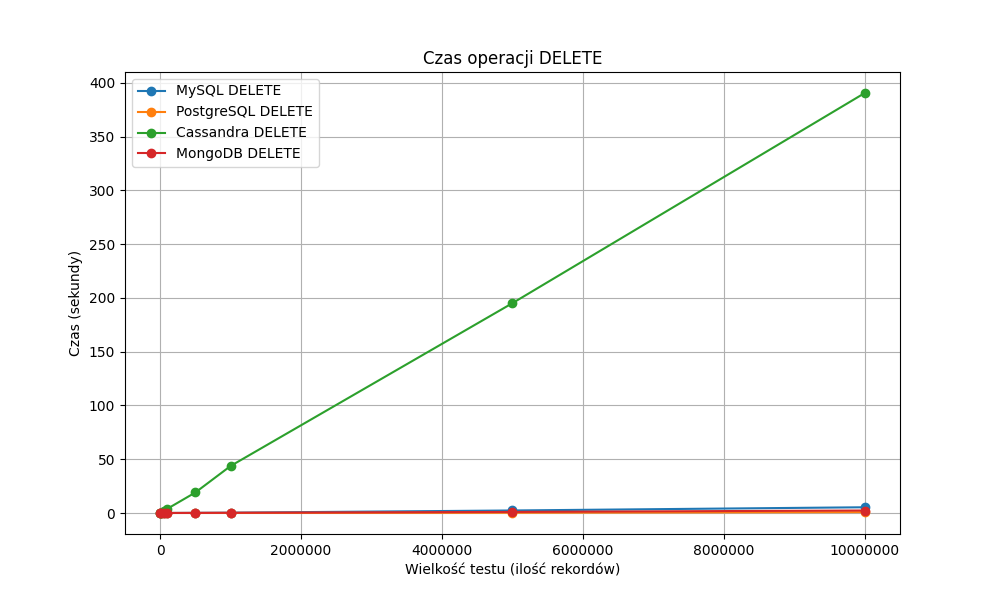 Czas operacji DELETE
MySQL DELETE
PostgreSQL DELETE
Cassandra DELETE
MongoDB DELETE
Czas (sekundy)
400
350
300
250
200
150
100
50
0
0 2000000 4000000 6000000 8000000 10000000
Wielkość testu (ilość rekordów)